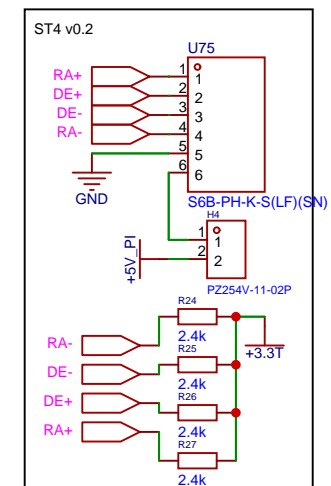 ST4 v0.2
U75
RA+ 1 1
DE+ 2 2
DE- 3 3
RA- 4 4
5 5
6 6
GND
S6B-PH-K-S(LF)(SN)
H4
1 1
2 2
+5V_PI
PZ254V-11-02P
R24
RA-
2.4k
+3.3T
R25
DE-
2.4k
R26
DE+
2.4k
R27
RA+
2.4k